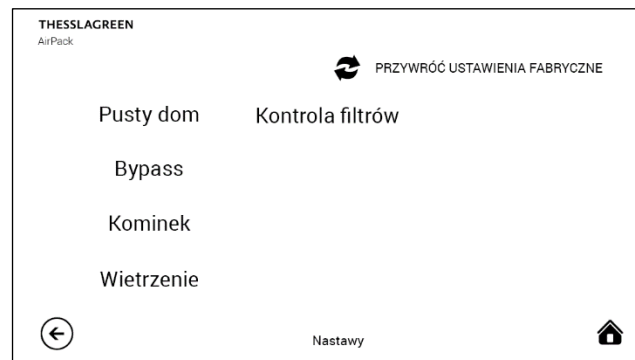 THESSLAGREEN
AirPack
PRZYWRÓĆ USTAWIENIA FABRYCZNE
Pusty dom
Kontrola filtrów
Bypass
Kominek
Wietrzenie
Nastawy